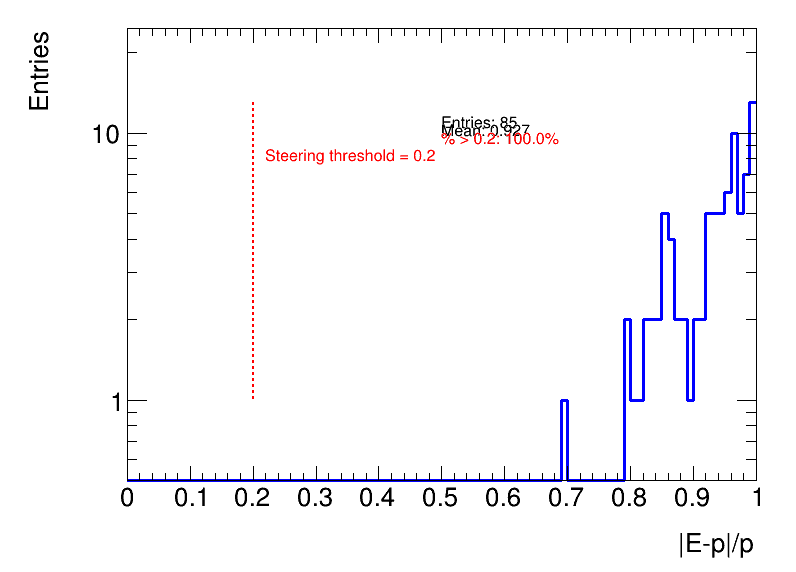 Entries
10
1
Entries: 85
Mean: 0.927
% > 0.2: 100.0%
Steering threshold = 0.2
0 0.1 0.2 0.3 0.4 0.5 0.6 0.7 0.8 0.9 1
|E-p|/p